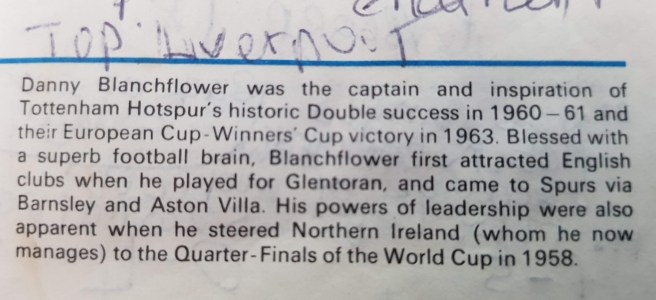 Top Liverpool
Danny Blanchflower was the captain and inspiration of
Tottenham Hotspur's historic Double success in 1960 – 61 and
their European Cup-Winners' Cup victory in 1963. Blessed with
a superb football brain, Blanchflower first attracted English
clubs when he played for Glentoran, and came to Spurs via
Barnsley and Aston Villa. His powers of leadership were also
apparent when he steered Northern Ireland (whom he now
manages) to the Quarter-Finals of the World Cup in 1958.